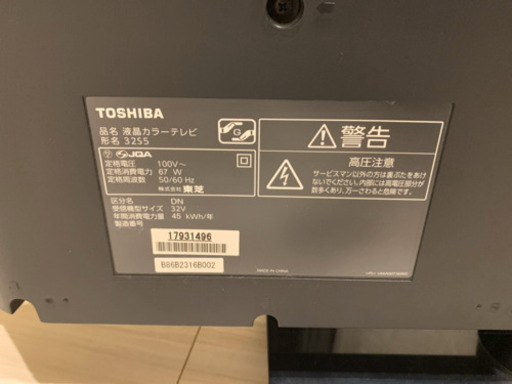 TOSHIBA
品名 液晶カラーテレビ
形名 32S5
JQA
定格電圧 100V~
定格消費電力 67 W
定格周波数 50/60 Hz
株式会社 東芝
区分名 DN
受信機型サイズ 32V
年間消費電力量 45 kWh/年
製造番号
17931496
B86B2316B002
G
警告
高圧注意
サービスマン以外の方は裏ぶたをあけ
ないでください。内部には高電圧部分が
数多くあり、万一さわると危険です。
MADE IN CHINA